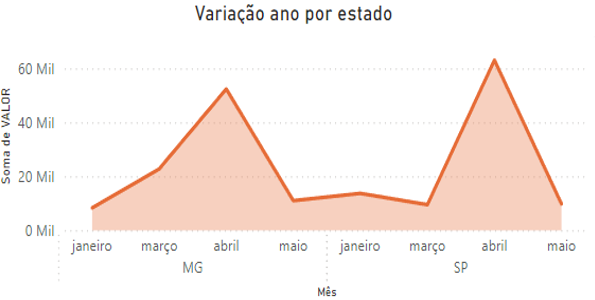 Variação ano por estado
Soma de VALOR
60 Mil
40 Mil
20 Mil
0 Mil
janeiro março abril maio janeiro março abril maio
MG SP
Mês